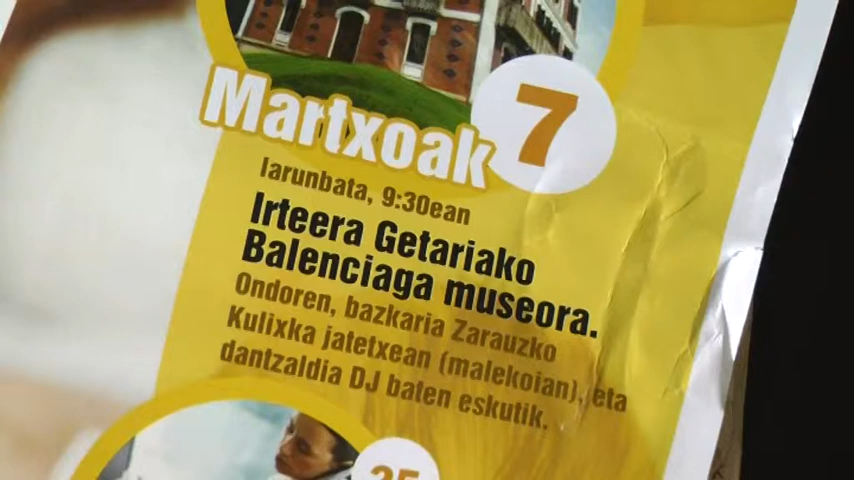 Martxoak 7
larunbata, 9:30ean
Irteera Getariako
Balenciaga museora.
Ondoren, bazkaria Zarauzko
Kulixka jatetxean (malekoian), eta
dantzaldia DJ baten eskutik.
25